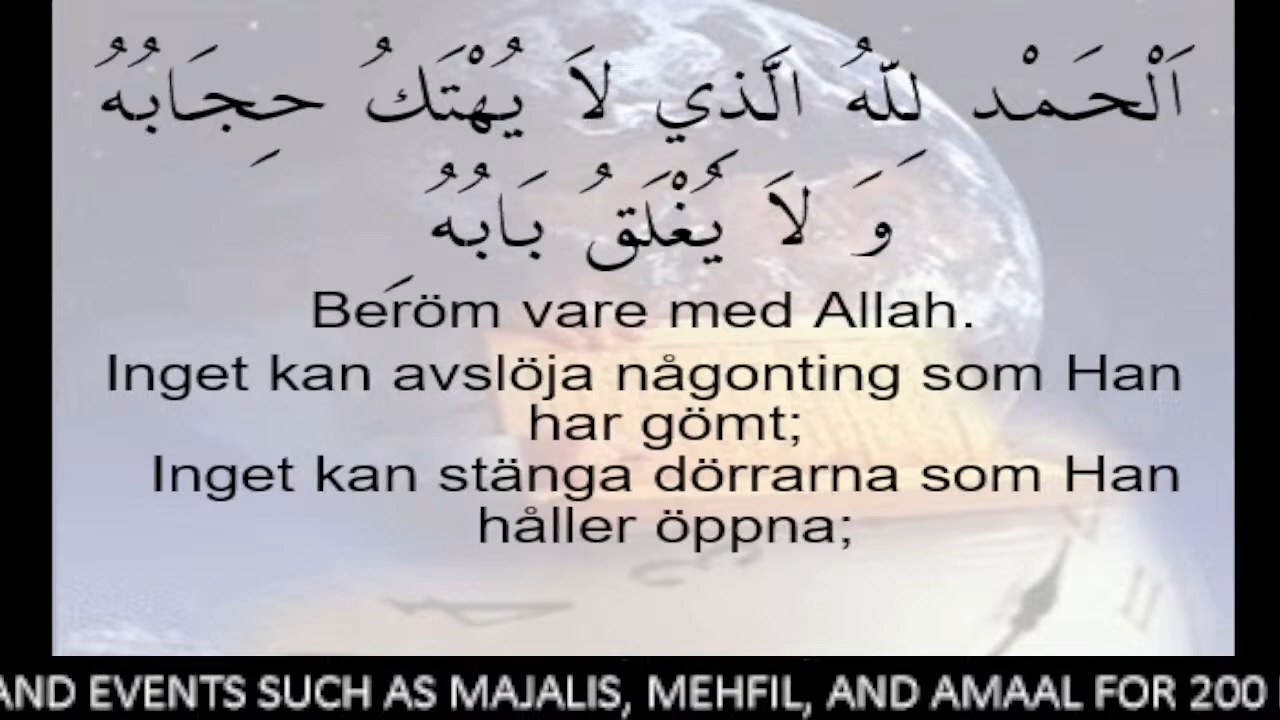 اَلْحَمْد لِلّهُ الَّذي لاَ يُهْتَكُ حِجَابُهُ
وَ لاَ يُغْلَقُ بَابُهُ
Beröm vare med Allah.
Inget kan avslöja någonting som Han
har gömt;
Inget kan stänga dörrarna som Han
håller öppna;
AND EVENTS SUCH AS MAJALIS, MEHFIL, AND AMAAL FOR 200